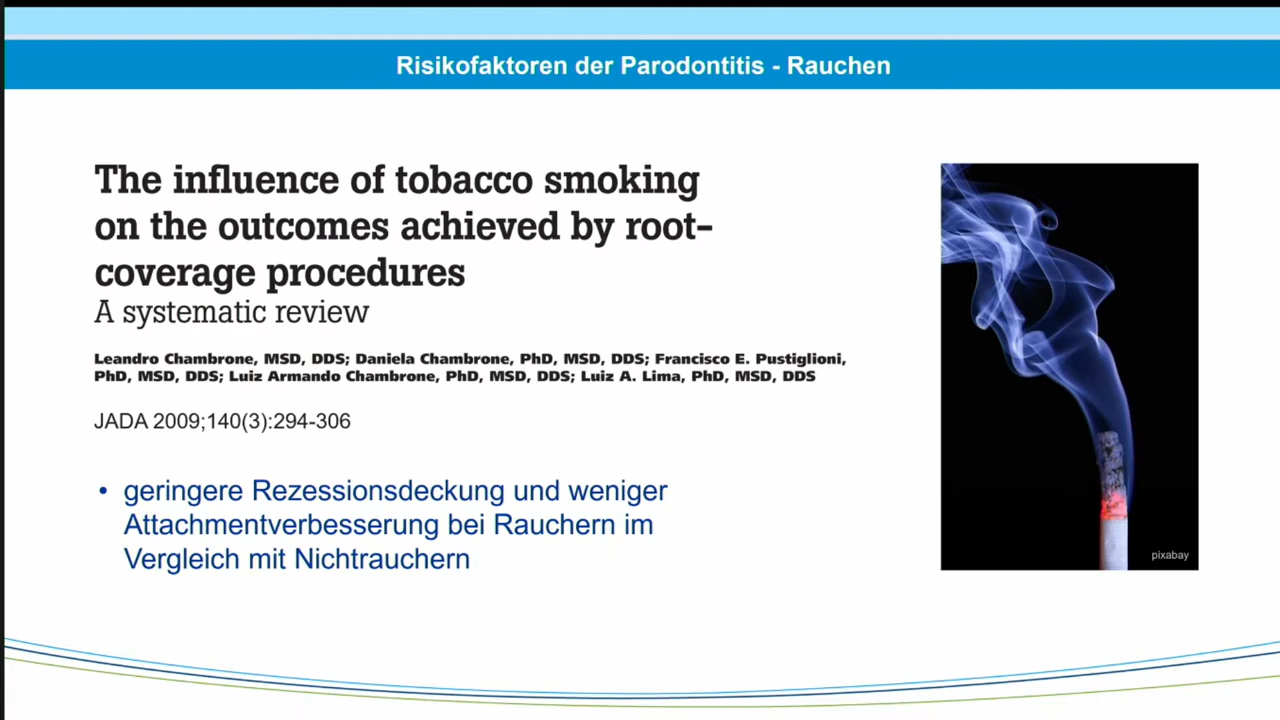 Risikofaktoren der Parodontitis - Rauchen
The influence of tobacco smoking
on the outcomes achieved by root-
coverage procedures
A systematic review
Leandro Chambrone, MSD, DDS; Daniela Chambrone, PhD, MSD, DDS; Francisco E. Pustiglioni,
PhD, MSD, DDS; Luiz Armando Chambrone, PhD, MSD, DDS; Luiz A. Lima, PhD, MSD, DDS
JADA 2009;140(3):294-306
• geringere Rezessionsdeckung und weniger
Attachmentverbesserung bei Rauchern im
Vergleich mit Nichtrauchern
pixabay